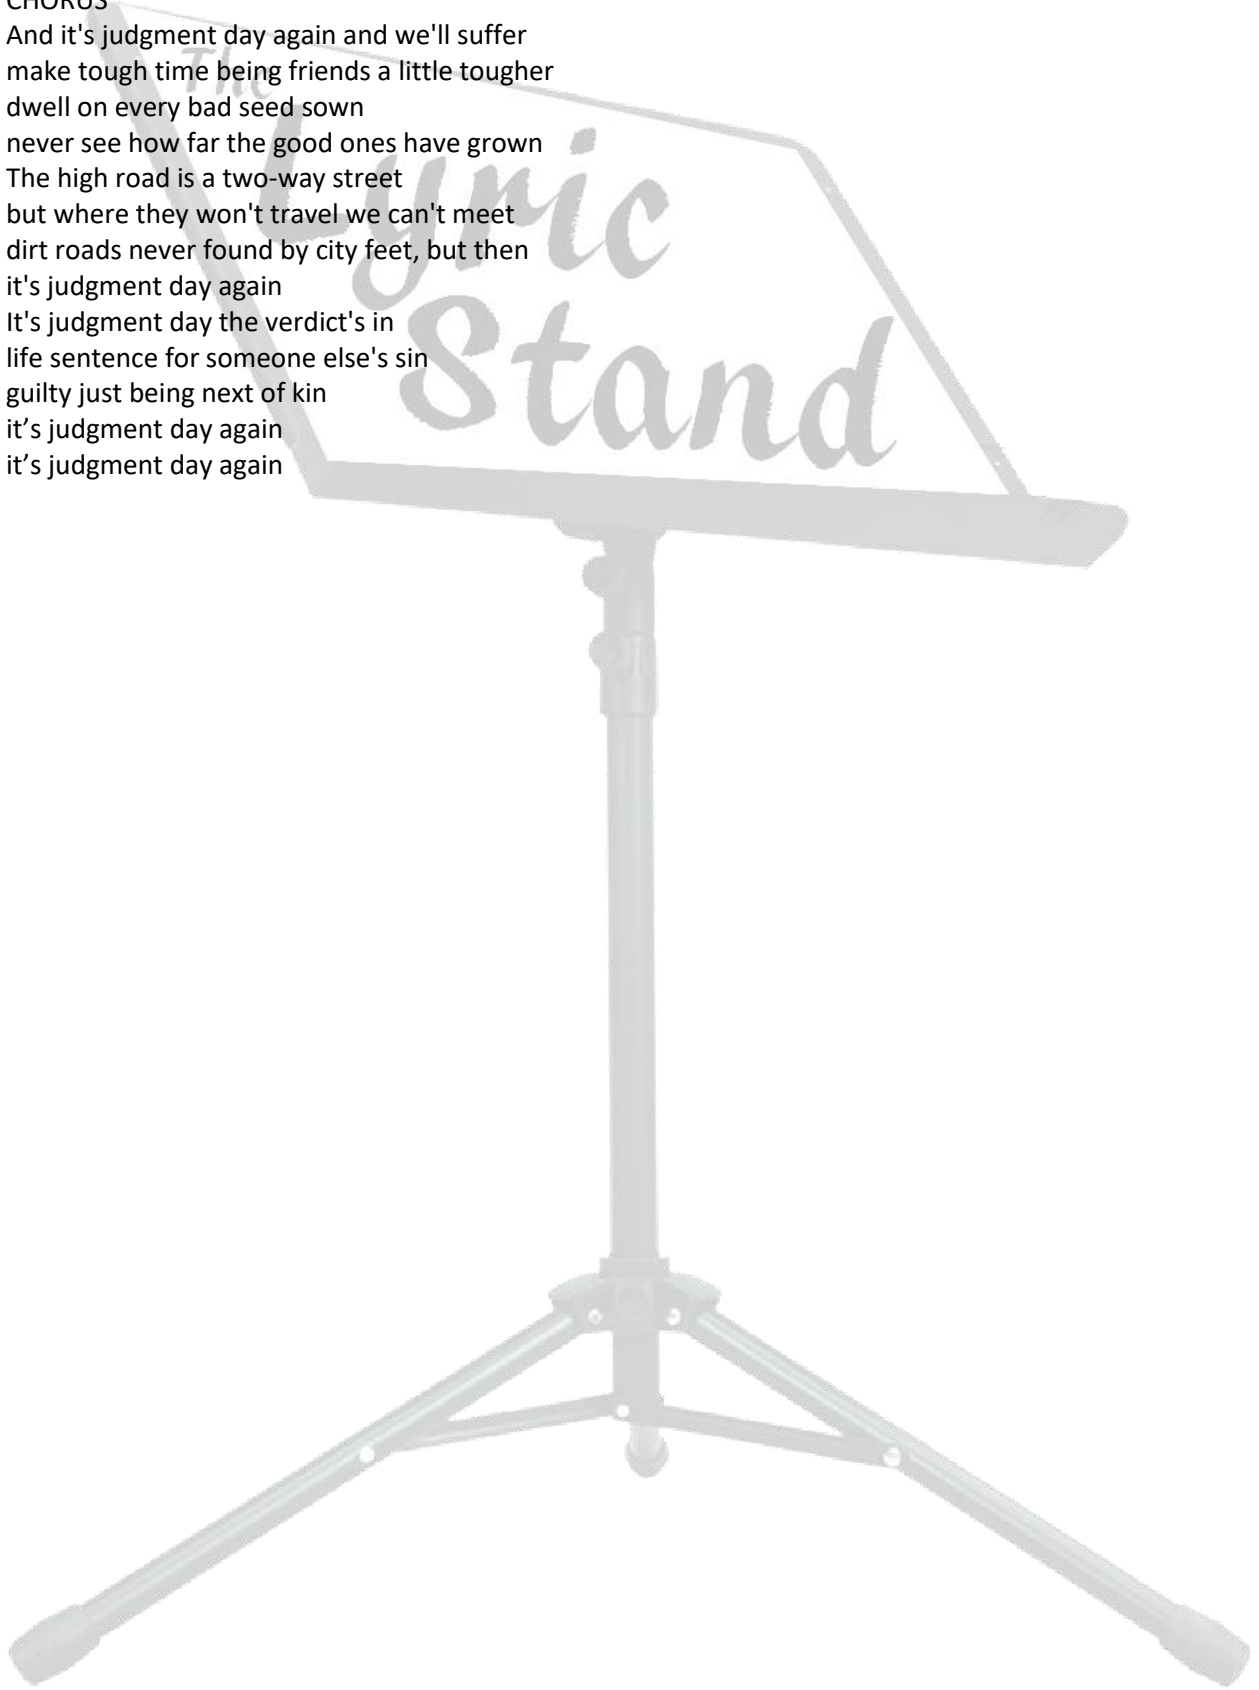 CHORUS
And it's judgment day again and we'll suffer
make tough time being friends a little tougher
dwell on every bad seed sown
never see how far the good ones have grown
The high road is a two-way street
but where they won't travel we can't meet
dirt roads never found by city feet, but then
it's judgment day again
It's judgment day the verdict's in
life sentence for someone else's sin
guilty just being next of kin
it’s judgment day again
it’s judgment day again
The
Lyric
Stand